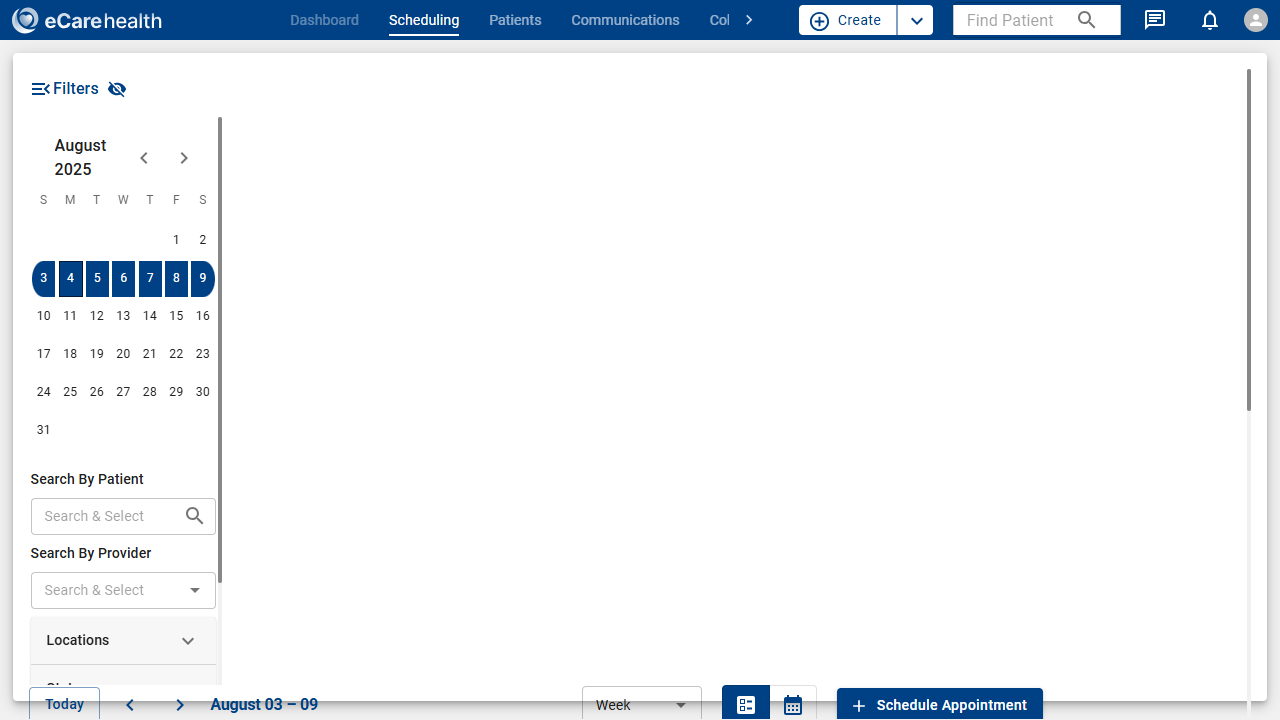 eCarehealth
Dashboard
Scheduling
Patients
Communications
Col
Create
Find Patient
Filters
August
2025
S M T W T F S
1 2
3 4 5 6 7 8 9
10 11 12 13 14 15 16
17 18 19 20 21 22 23
24 25 26 27 28 29 30
31
Search By Patient
Search & Select
Search By Provider
Search & Select
Locations
Today
August 03 – 09
Week
Schedule Appointment